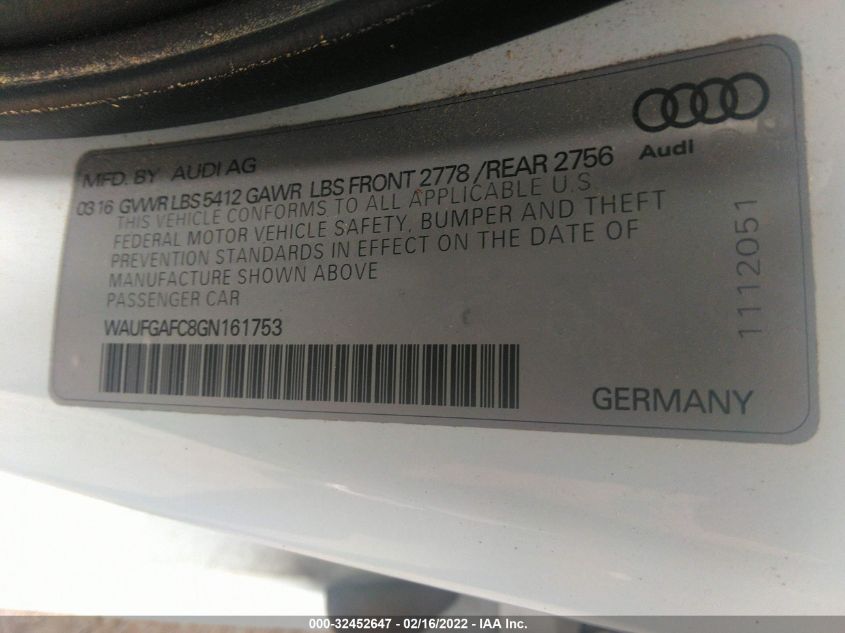 Audi
MFD. BY AUDI AG
03 16 GVWR LBS 5412 GAWR LBS FRONT 2778 / REAR 2756
THIS VEHICLE CONFORMS TO ALL APPLICABLE U.S
FEDERAL MOTOR VEHICLE SAFETY, BUMPER AND THEFT
PREVENTION STANDARDS IN EFFECT ON THE DATE OF
MANUFACTURE SHOWN ABOVE
PASSENGER CAR
WAUFGAFC8GN161753
1112051
GERMANY
000-32452647 - 02/16/2022 - IAA Inc.